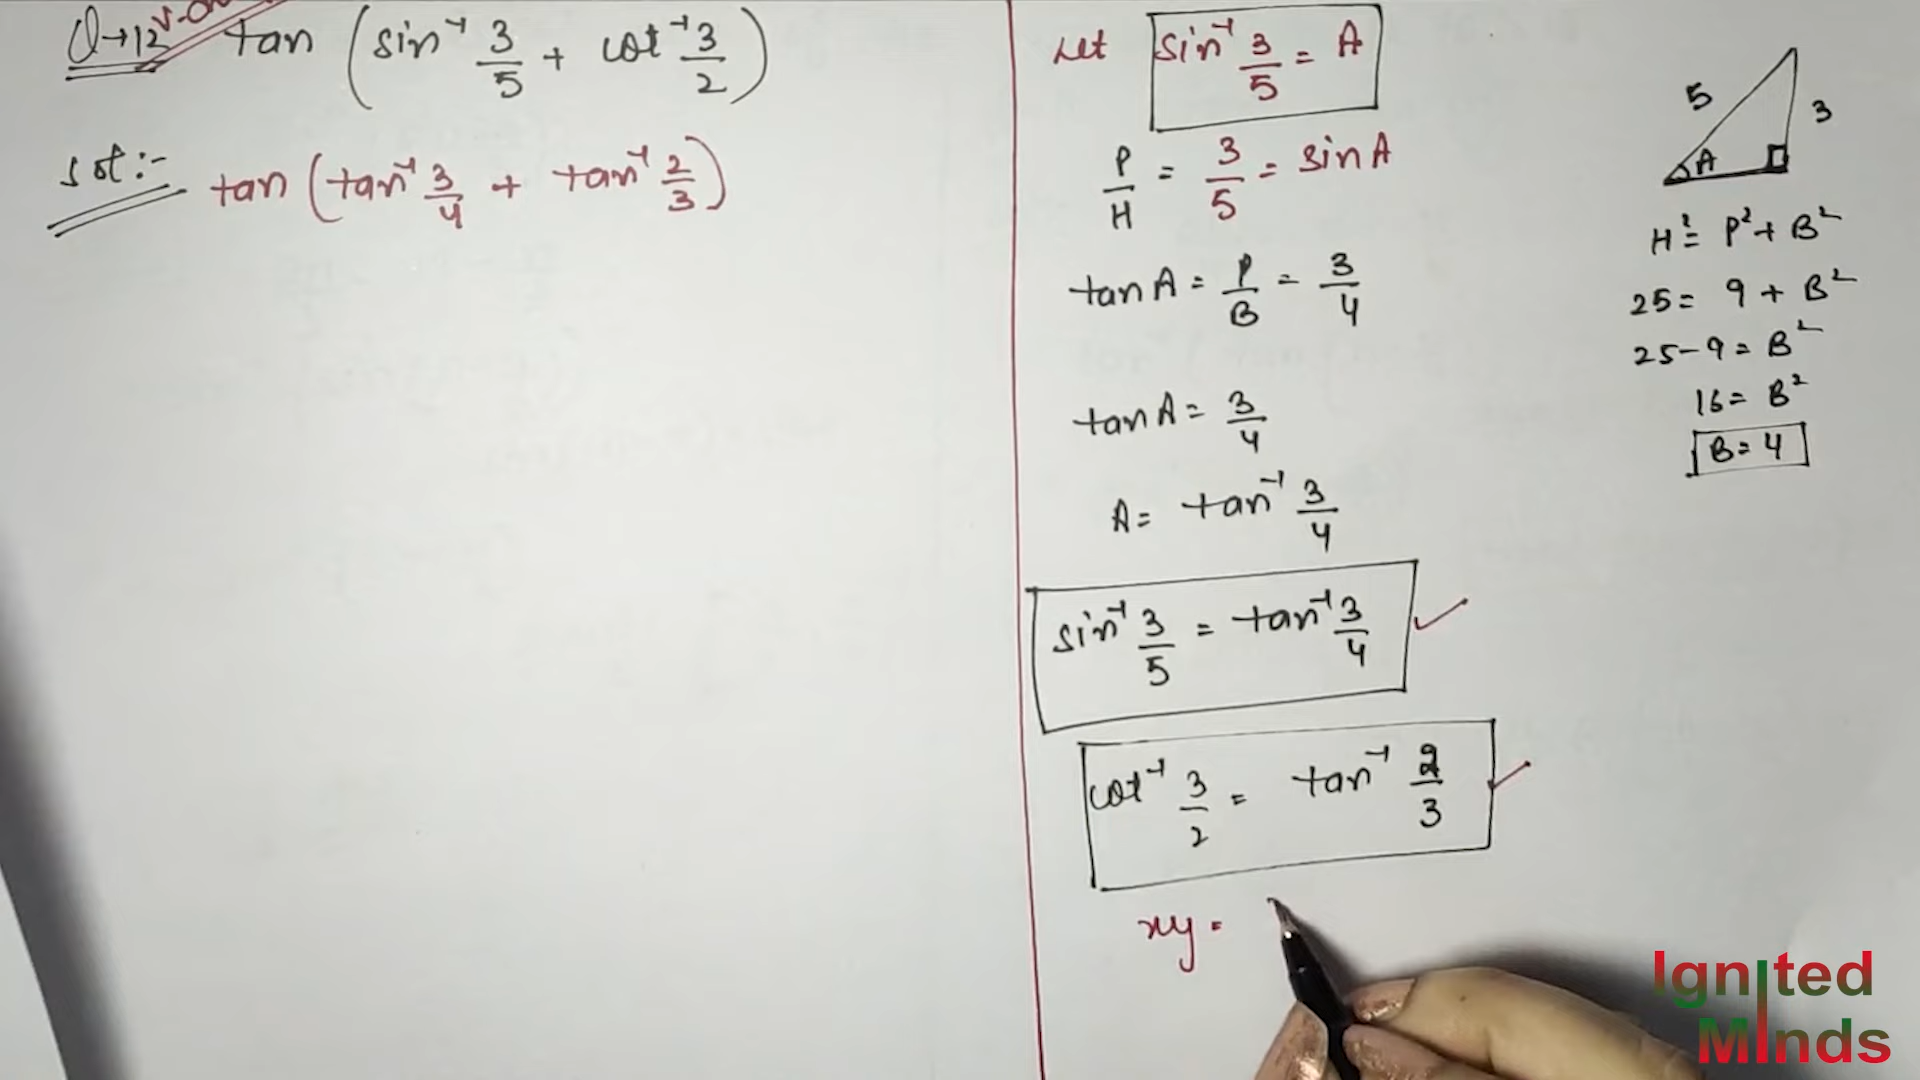 Q→12 tan (sin⁻¹ 3/5 + cot⁻¹ 3/2)
Sol:- tan (tan⁻¹ 3/4 + tan⁻¹ 2/3)
Let sin⁻¹ 3/5 = A
P/H = 3/5 = sin A
tan A = P/B = 3/4
tan A = 3/4
A = tan⁻¹ 3/4
sin⁻¹ 3/5 = tan⁻¹ 3/4
cot⁻¹ 3/2 = tan⁻¹ 2/3
xy =
5
3
A
H² = P² + B²
25 = 9 + B²
25 - 9 = B²
16 = B²
B = 4
Ignited
Minds